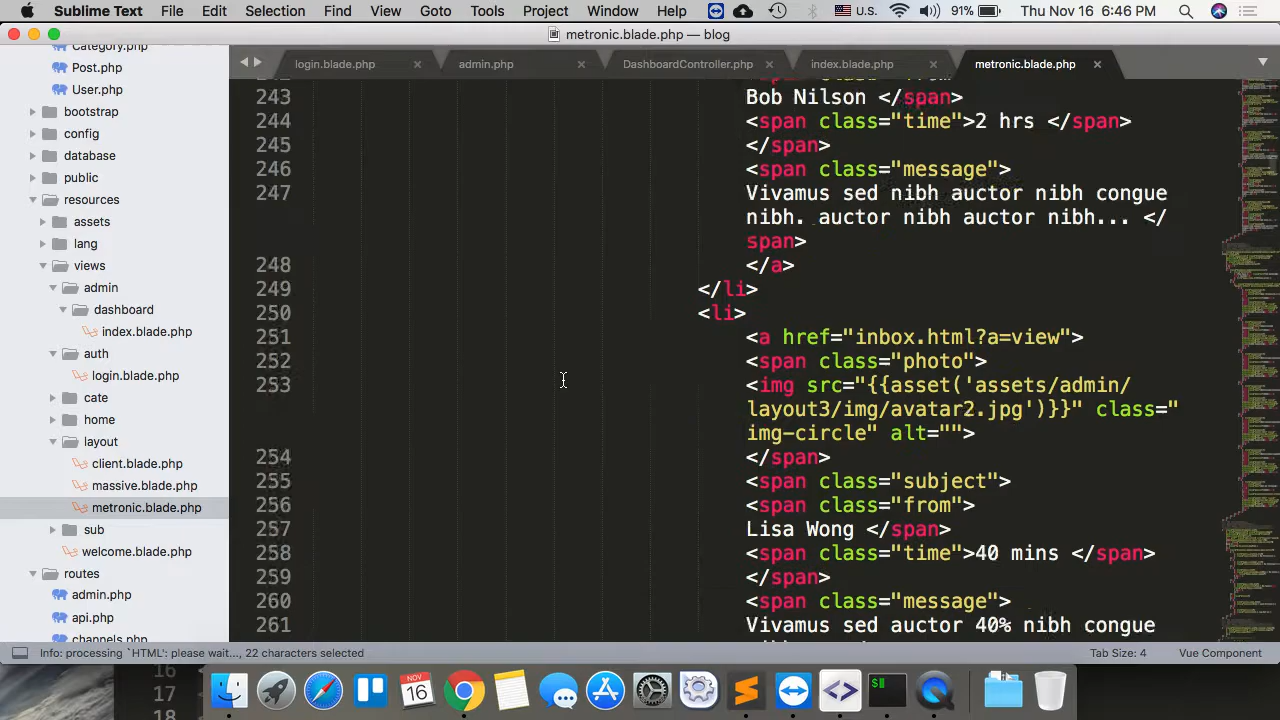 Sublime Text File Edit Selection Find View Goto Tools Project Window Help U.S. 91% Thu Nov 16 6:46 PM
metronic.blade.php — blog
login.blade.php × admin.php × DashboardController.php × index.blade.php × metronic.blade.php ×
Category.php
Post.php
User.php
bootstrap
config
database
public
resources
assets
lang
views
admin
dashboard
index.blade.php
auth
login.blade.php
cate
home
layout
client.blade.php
massive.blade.php
metronic.blade.php
sub
welcome.blade.php
routes
admin.php
api.php
channels.php
243 Bob Nilson </span>
244 <span class="time">2 hrs </span>
245 </span>
246 <span class="message">
247 Vivamus sed nibh auctor nibh congue
nibh. auctor nibh auctor nibh... </
span>
248 </a>
249 </li>
250 <li>
251 <a href="inbox.html?a=view">
252 <span class="photo">
253 <img src="{{asset('assets/admin/
layout3/img/avatar2.jpg')}}" class="
img-circle" alt="">
254 </span>
255 <span class="subject">
256 <span class="from">
257 Lisa Wong </span>
258 <span class="time">40 mins </span>
259 </span>
260 <span class="message">
261 Vivamus sed auctor 40% nibh congue
Info: processing `HTML': please wait..., 22 characters selected Tab Size: 4 Vue Component
16
17
18
NOV
16